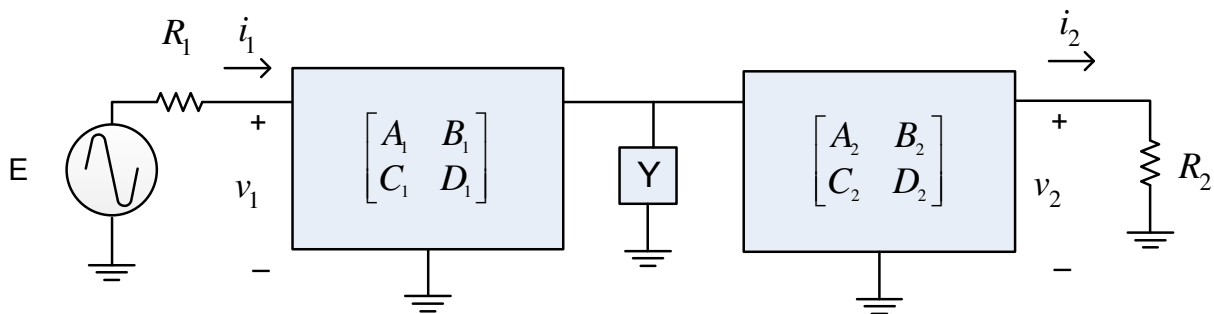 R₁
i₁
i₂
E
+
v₁
−
[A₁ B₁
C₁ D₁]
Y
[A₂ B₂
C₂ D₂]
+
v₂
−
R₂